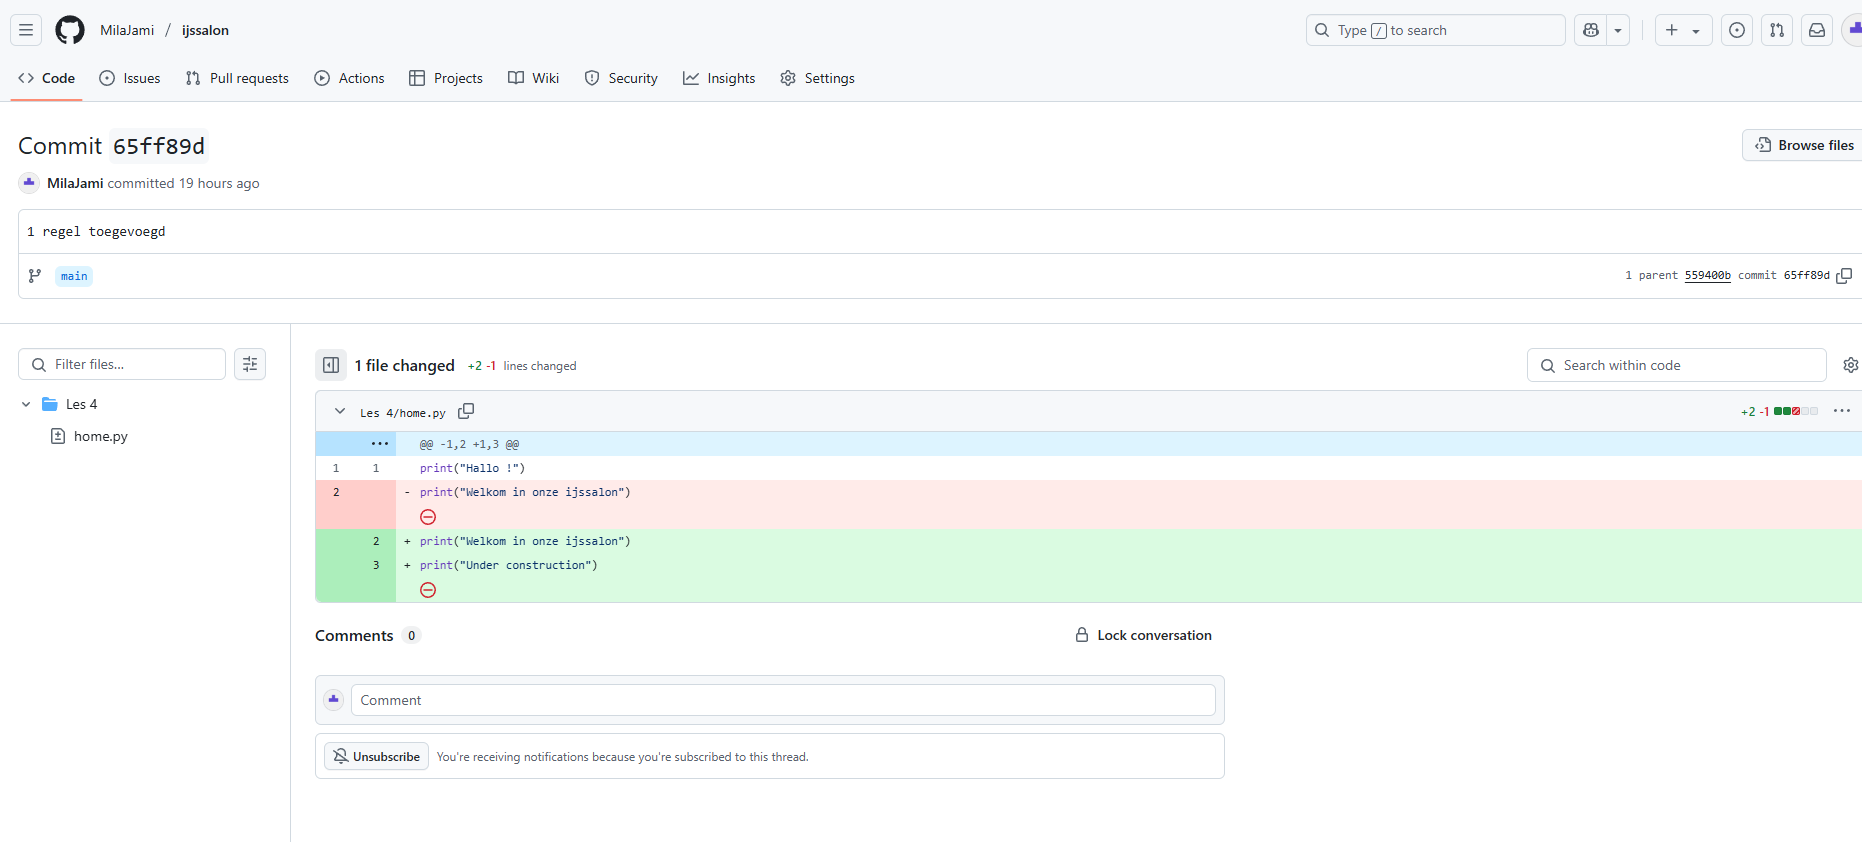 MilaJami / ijssalon
Type / to search
Code Issues Pull requests Actions Projects Wiki Security Insights Settings
Commit 65ff89d
Browse files
MilaJami committed 19 hours ago
1 regel toegevoegd
main
1 parent 559400b commit 65ff89d
Filter files...
Les 4
home.py
1 file changed +2 -1 lines changed
Search within code
Les 4/home.py
+2 -1
@@ -1,2 +1,3 @@
1 1 print("Hallo !")
2 - print("Welkom in onze ijssalon")
2 + print("Welkom in onze ijssalon")
3 + print("Under construction")
Comments 0
Lock conversation
Comment
Unsubscribe You're receiving notifications because you're subscribed to this thread.